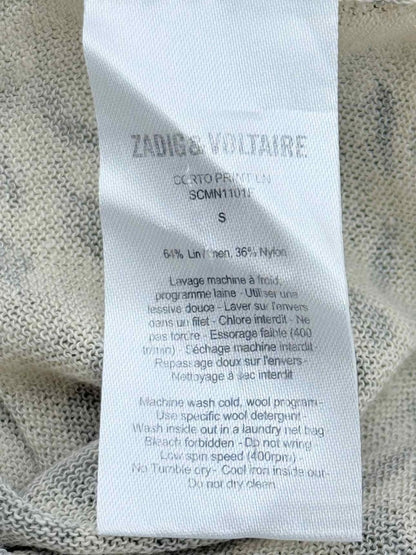 ZADIG&VOLTAIRE
CORTO PRINT LN
SCMN1101
S
64% Lin/linen, 36% Nylon
Lavage machine à froid,
programme laine - Utiliser une
lessive douce - Laver sur l'envers
dans un filet - Chlore interdit - Ne
pas tordre - Essorage faible (400
tr/min) - Séchage machine interdit -
Repassage doux sur l'envers -
Nettoyage à sec interdit
Machine wash cold, wool program-
Use specific wool detergent -
Wash inside out in a laundry net bag
Bleach forbidden - Do not wring
Low spin speed (400rpm) -
No Tumble dry- Cool iron inside out-
Do not dry clean